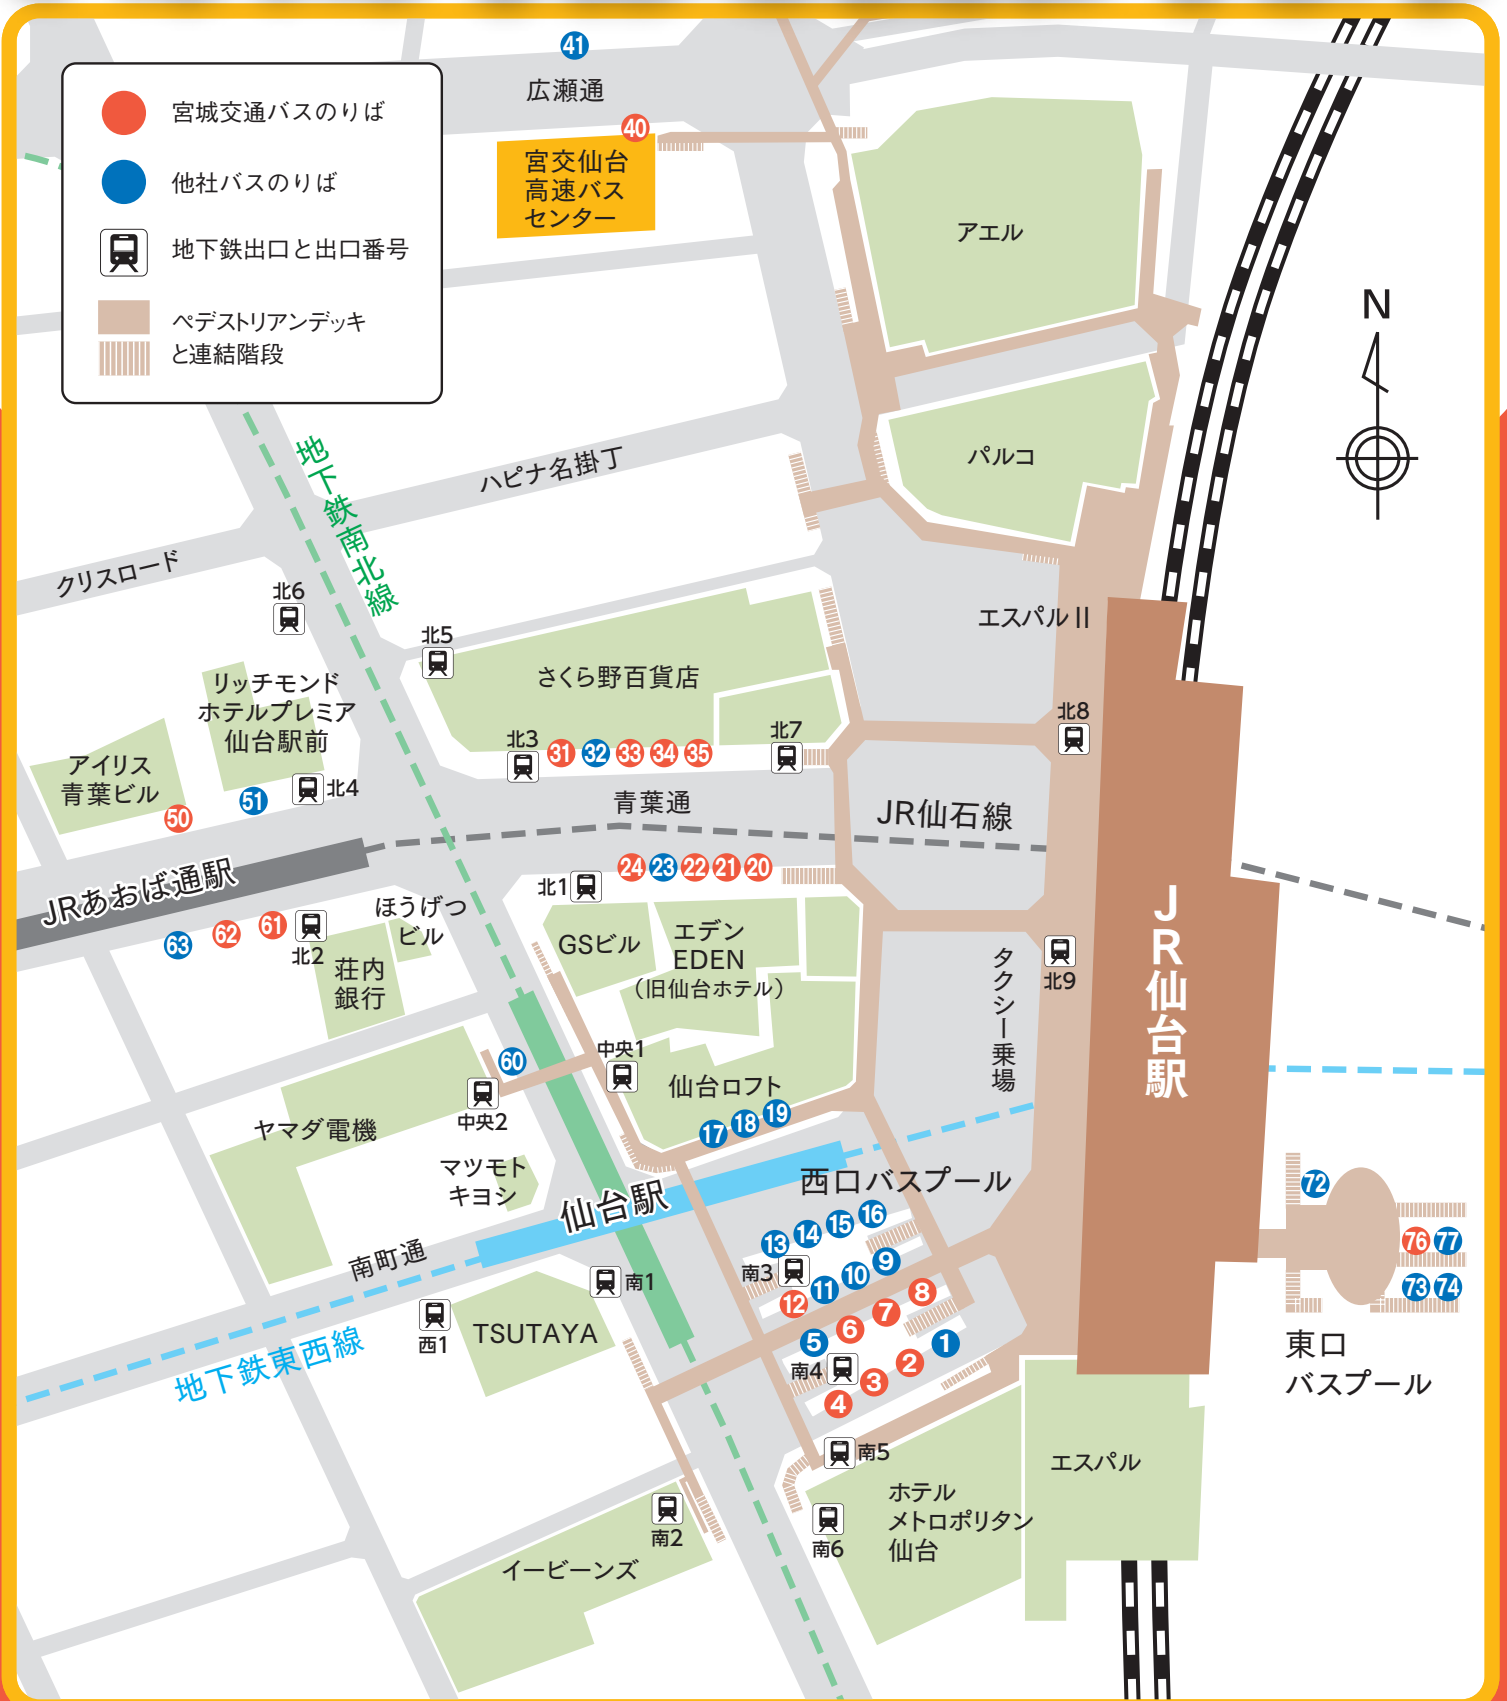 宮城交通バスのりば
他社バスのりば
地下鉄出口と出口番号
ペデストリアンデッキ
と連結階段
41
広瀬通
40
宮交仙台
高速バス
センター
アエル
N
パルコ
ハピナ名掛丁
地下鉄南北線
クリスロード
北6
北5
エスパルⅡ
さくら野百貨店
リッチモンド
ホテルプレミア
仙台駅前
アイリス
青葉ビル
北8
北7
北3
31
32
33
34
35
北4
51
50
青葉通
JR仙石線
JRあおば通駅
24
23
22
21
20
北1
ほうげつ
ビル
63
62
61
北2
荘内
銀行
GSビル
エデン
EDEN
（旧仙台ホテル）
タクシー乗場
北9
JR仙台駅
60
中央1
中央2
ヤマダ電機
仙台ロフト
17
18
19
マツモト
キヨシ
仙台駅
西口バスプール
72
76
77
73
74
東口
バスプール
13
14
15
16
南3
12
11
10
9
南町通
南1
西1
TSUTAYA
地下鉄東西線
5
6
7
8
南4
4
3
2
1
南5
エスパル
ホテル
メトロポリタン
仙台
南2
南6
イービーンズ